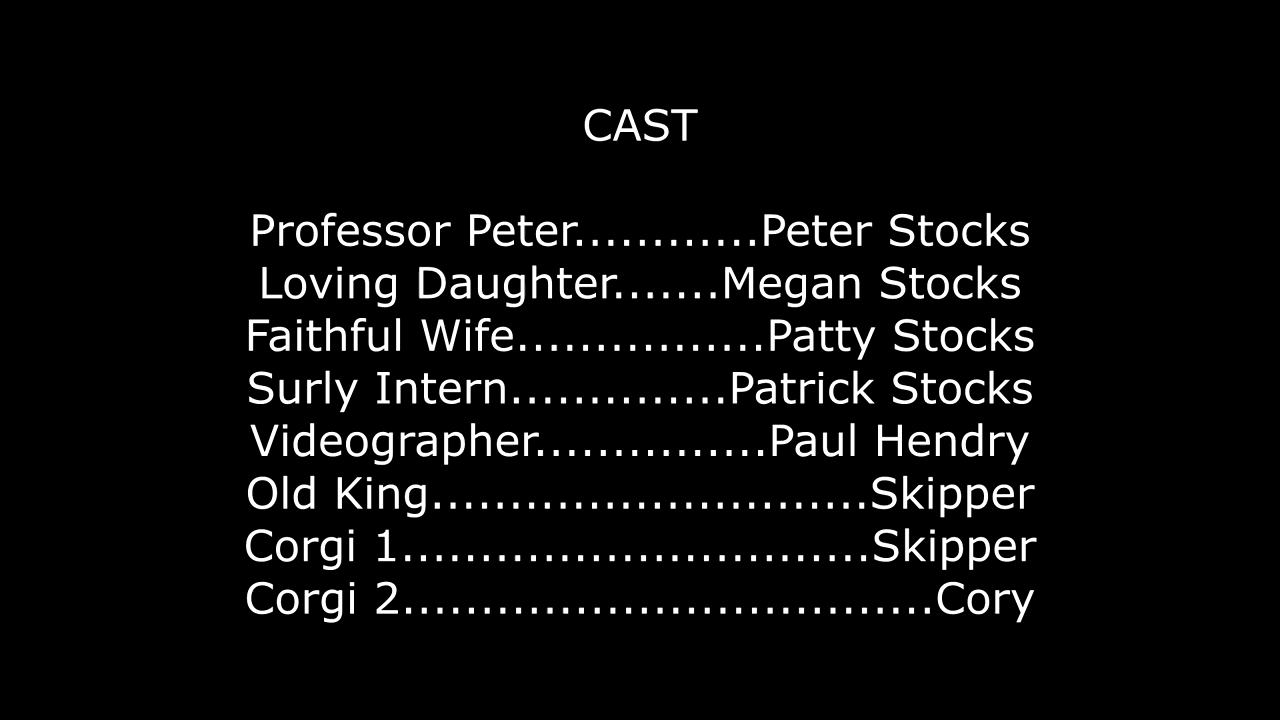 CAST
Professor Peter............Peter Stocks
Loving Daughter.......Megan Stocks
Faithful Wife................Patty Stocks
Surly Intern..............Patrick Stocks
Videographer...............Paul Hendry
Old King............................Skipper
Corgi 1..............................Skipper
Corgi 2..................................Cory